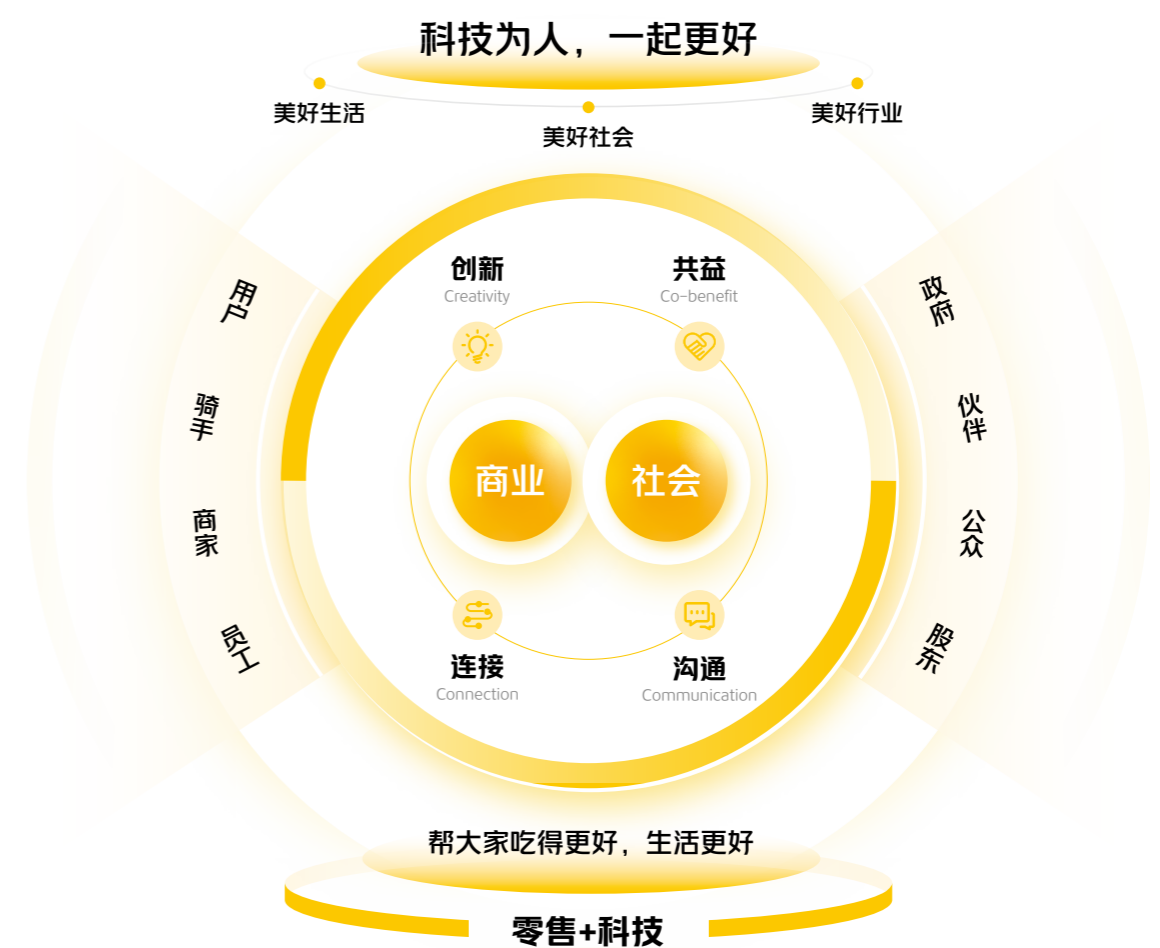 科技为人，一起更好
美好生活
美好社会
美好行业
创新
Creativity
共益
Co-benefit
用户
骑手
商家
员工
商业
社会
政府
伙伴
公众
股东
连接
Connection
沟通
Communication
帮大家吃得更好，生活更好
零售+科技